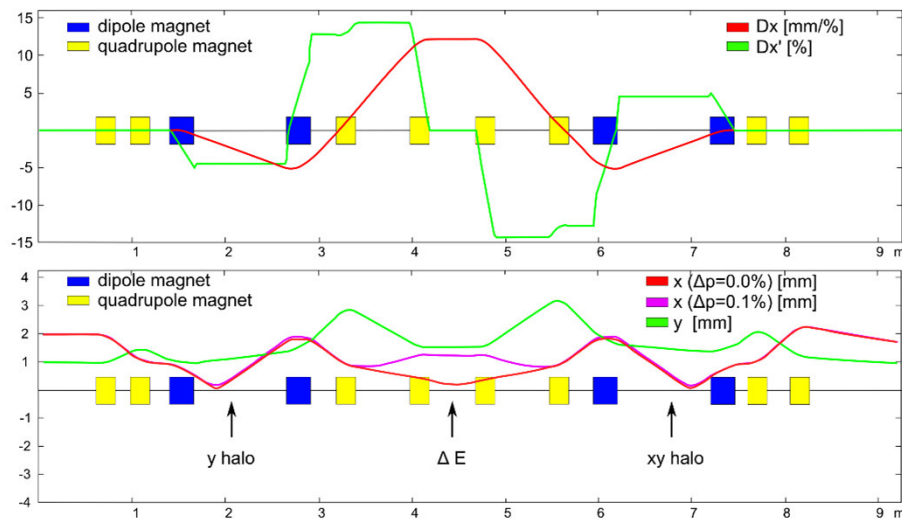 15
10
5
0
-5
-10
-15
dipole magnet
quadrupole magnet
Dx [mm/%]
Dx' [%]
1 2 3 4 5 6 7 8 9 m
4
3
2
1
0
-1
-2
-3
-4
dipole magnet
quadrupole magnet
x (Δp=0.0%) [mm]
x (Δp=0.1%) [mm]
y [mm]
y halo
Δ E
xy halo
1 2 3 4 5 6 7 8 9 m